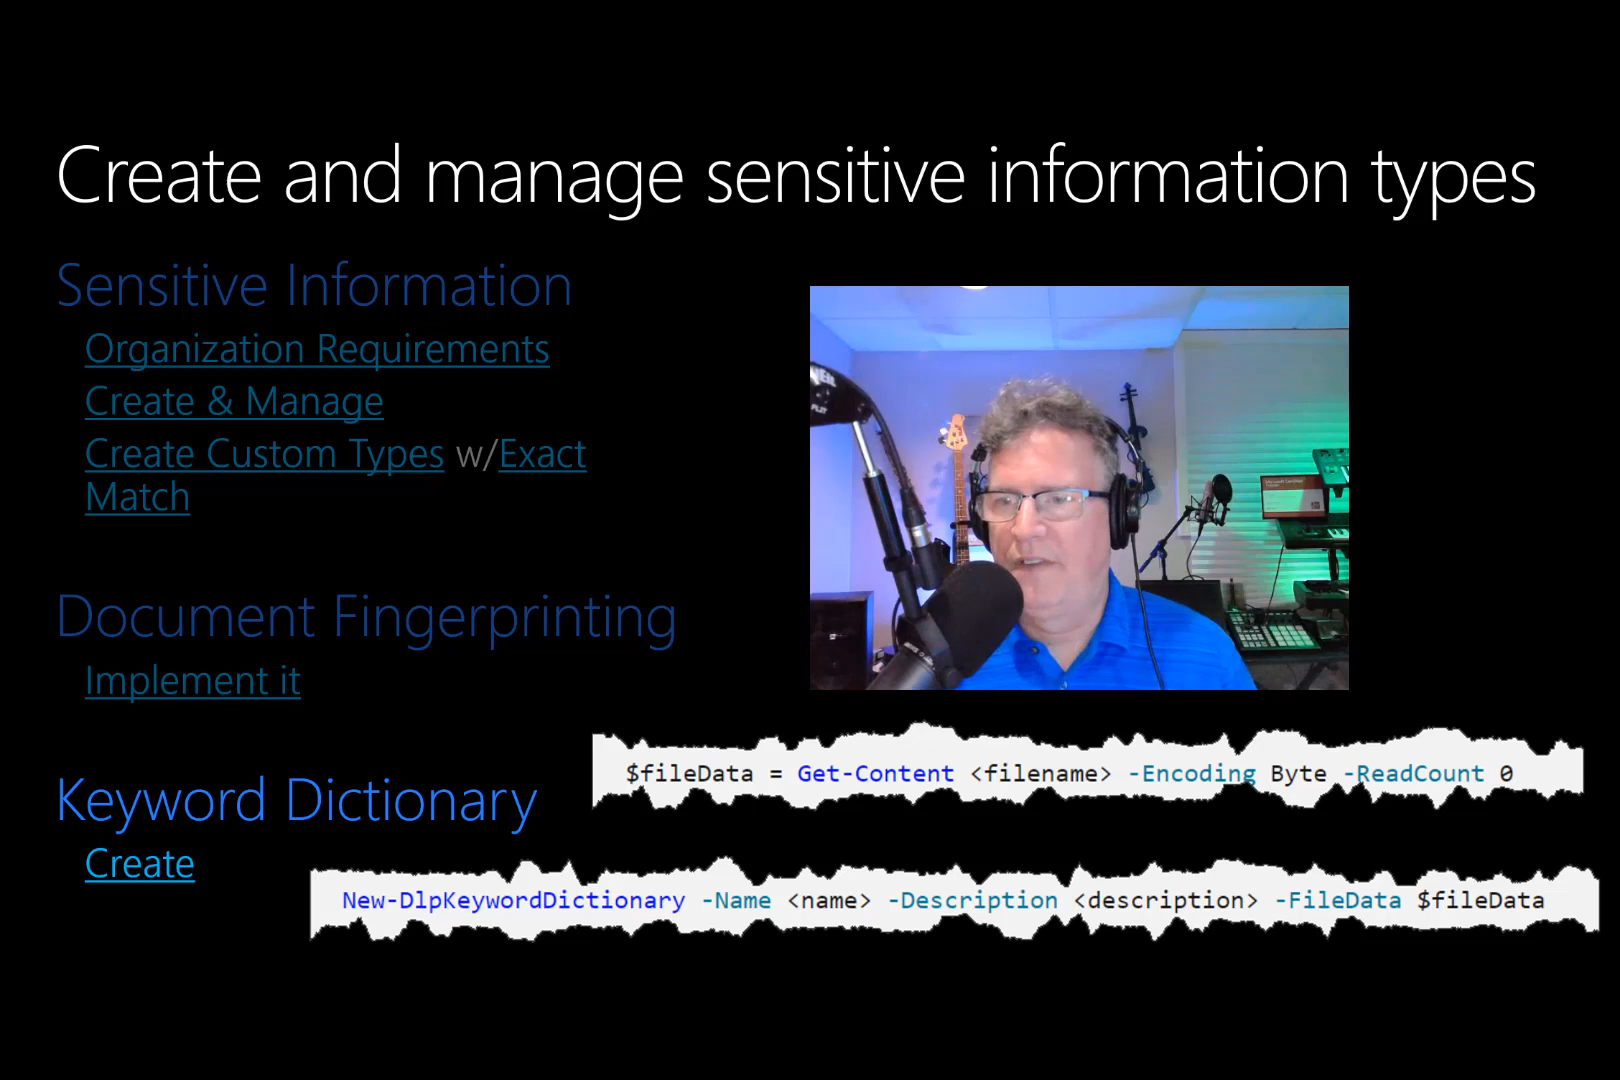 Create and manage sensitive information types
Sensitive Information
Organization Requirements
Create & Manage
Create Custom Types w/Exact
Match
Document Fingerprinting
Implement it
$fileData = Get-Content <filename> -Encoding Byte -ReadCount 0
Keyword Dictionary
Create
New-DlpKeywordDictionary -Name <name> -Description <description> -FileData $fileData